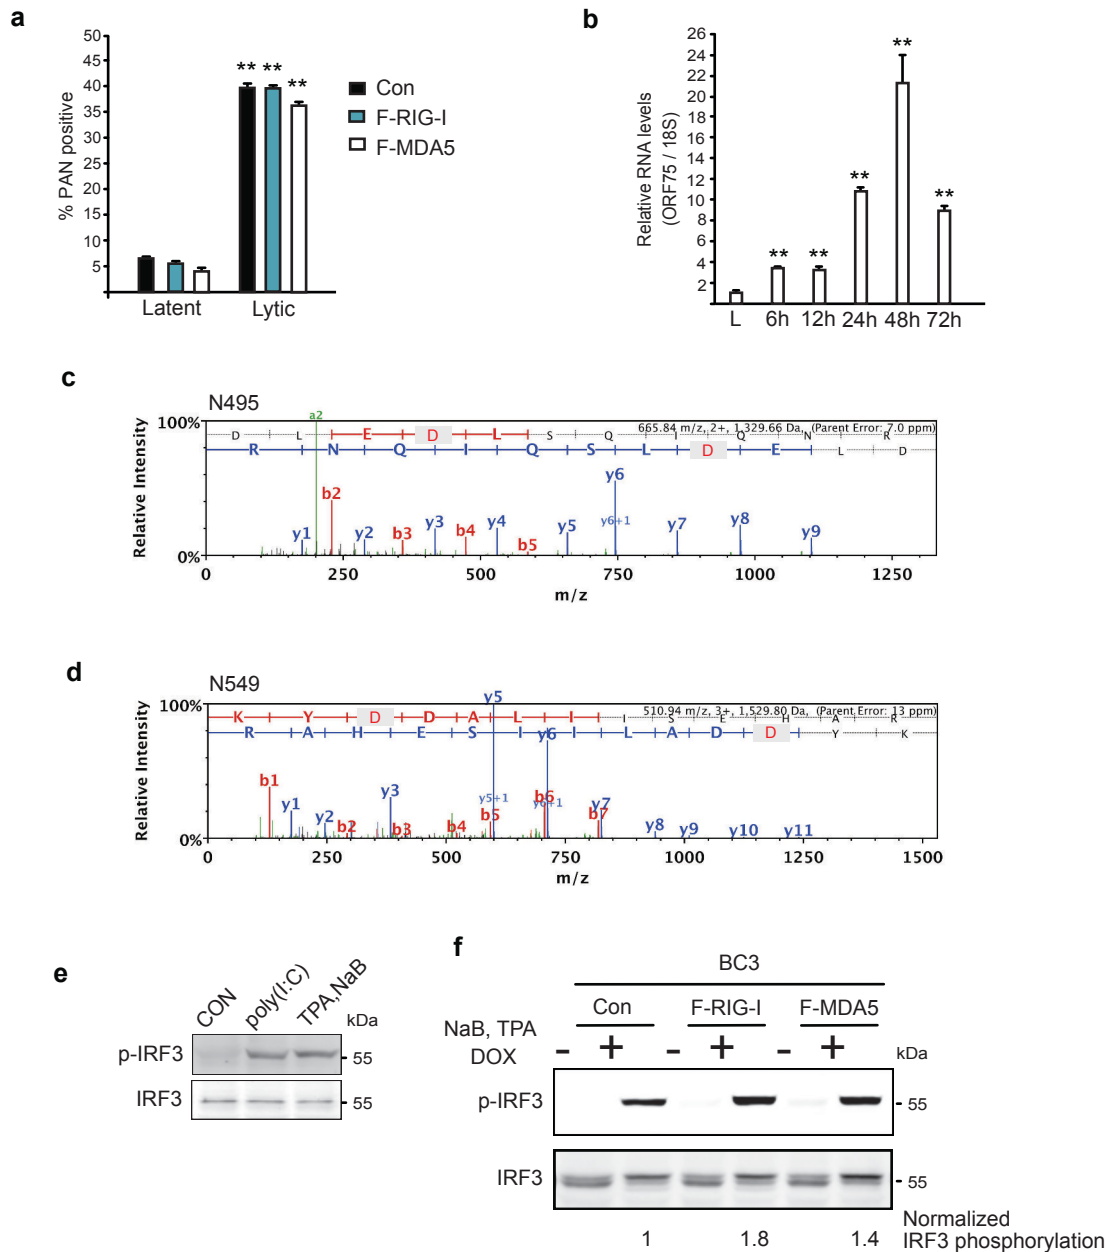 a
% PAN positive
50
45
40
35
30
25
20
15
10
5
** ** **
Latent
Lytic
Con
F-RIG-I
F-MDA5
b
Relative RNA levels
(ORF75 / 18S)
26
24
22
20
18
16
14
12
10
8
6
4
2
** ** ** ** **
L 6h 12h 24h 48h 72h
c
N495
Relative Intensity
100%
0%
a2
665.84 m/z, 2+, 1,329.66 Da, (Parent Error: 7.0 ppm)
D L E D L S Q I Q N R
R N Q I Q S L D E L D
b2 b3 b4 b5
y1 y2 y3 y4 y5 y6 y6+1 y7 y8 y9
0 250 500 750 1000 1250
m/z
d
N549
Relative Intensity
100%
0%
510.94 m/z, 3+, 1,529.80 Da, (Parent Error: 13 ppm)
K Y D D A L I I S E H A R
R A H E S I I L A D D Y K
b1 b2 b3 b4 b5 b6 b7
y1 y2 y3 y5 y5+1 y6 y6+1 y7 y8 y9 y10 y11
0 250 500 750 1000 1250 1500
m/z
e
CON poly(I:C) TPA,NaB
kDa
p-IRF3
- 55
IRF3
- 55
f
BC3
Con F-RIG-I F-MDA5
NaB, TPA
DOX
- + - + - +
kDa
p-IRF3
- 55
IRF3
- 55
Normalized
IRF3 phosphorylation
1 1.8 1.4